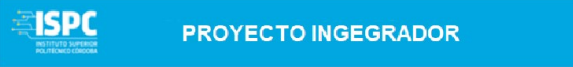 ISPC
INSTITUTO SUPERIOR
POLITÉCNICO CÓRDOBA
PROYECTO INGEGRADOR